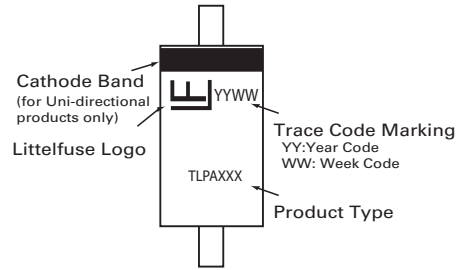 Cathode Band
(for Uni-directional
products only)
Littelfuse Logo
YYWW
TLPAXXX
Trace Code Marking
YY:Year Code
WW: Week Code
Product Type